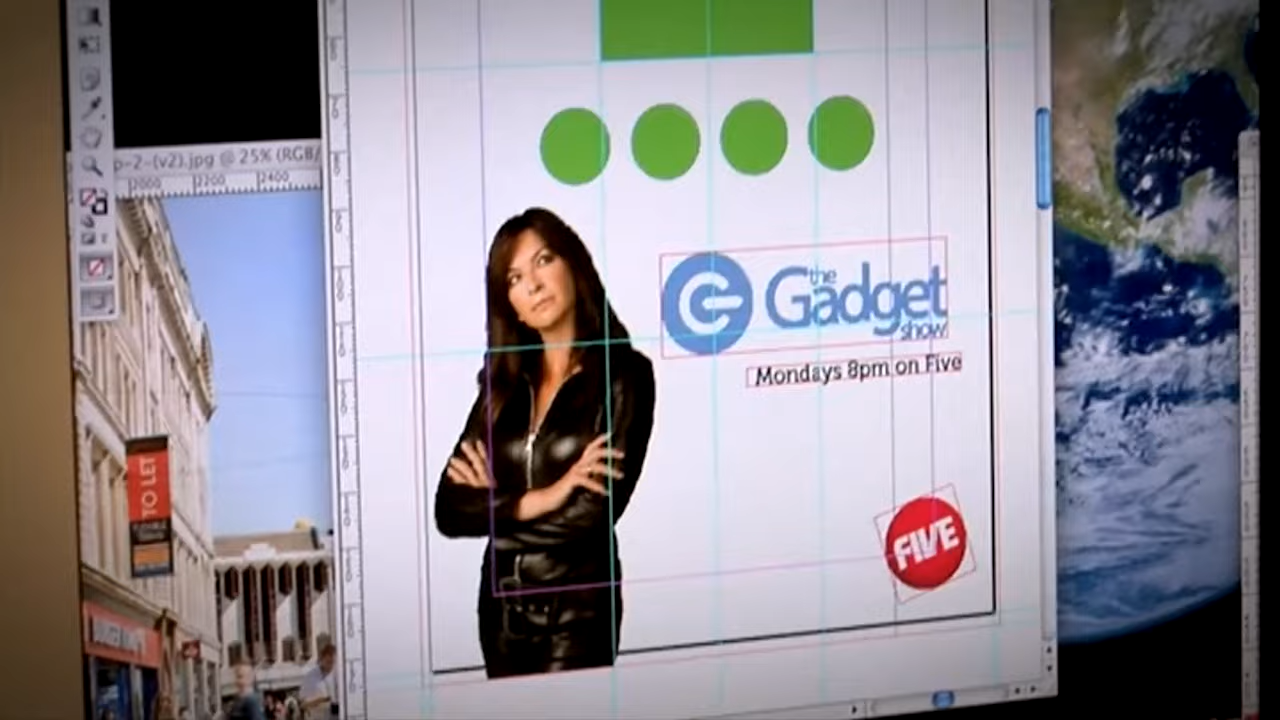 p-2-(v2).jpg @ 25% (RGB/
2000 2200 2400
the
Gadget
show
Mondays 8pm on Five
TO LET
FIVE